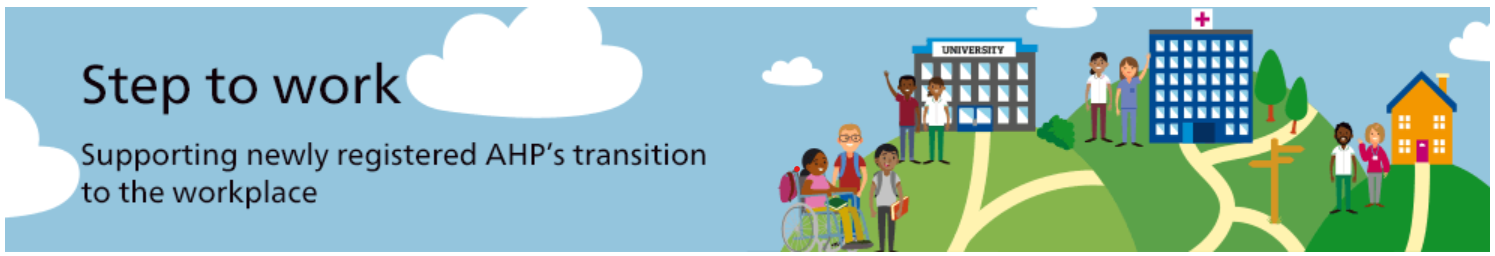 Step to work
Supporting newly registered AHP's transition
to the workplace
UNIVERSITY